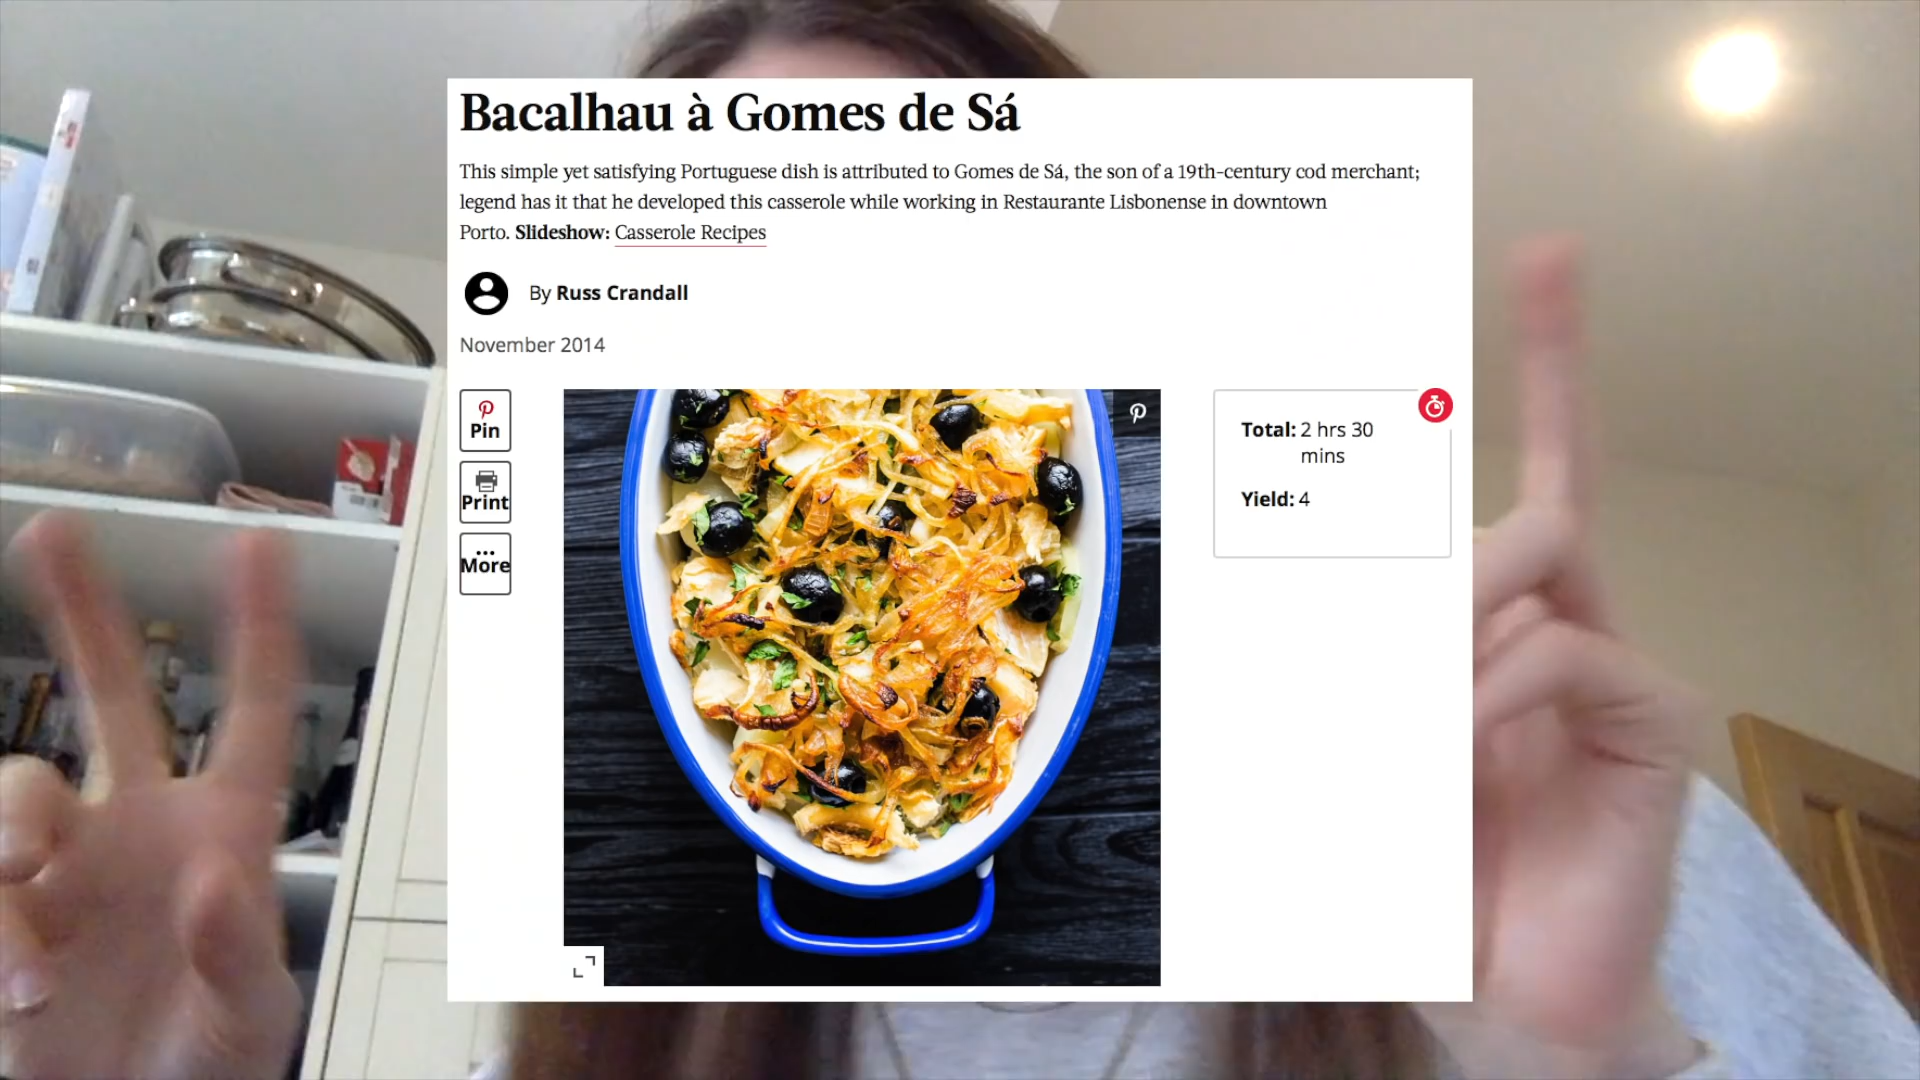 Bacalhau à Gomes de Sá
This simple yet satisfying Portuguese dish is attributed to Gomes de Sá, the son of a 19th-century cod merchant;
legend has it that he developed this casserole while working in Restaurante Lisbonense in downtown
Porto. Slideshow: Casserole Recipes
By Russ Crandall
November 2014
Pin
Print
More
Total: 2 hrs 30
mins
Yield: 4